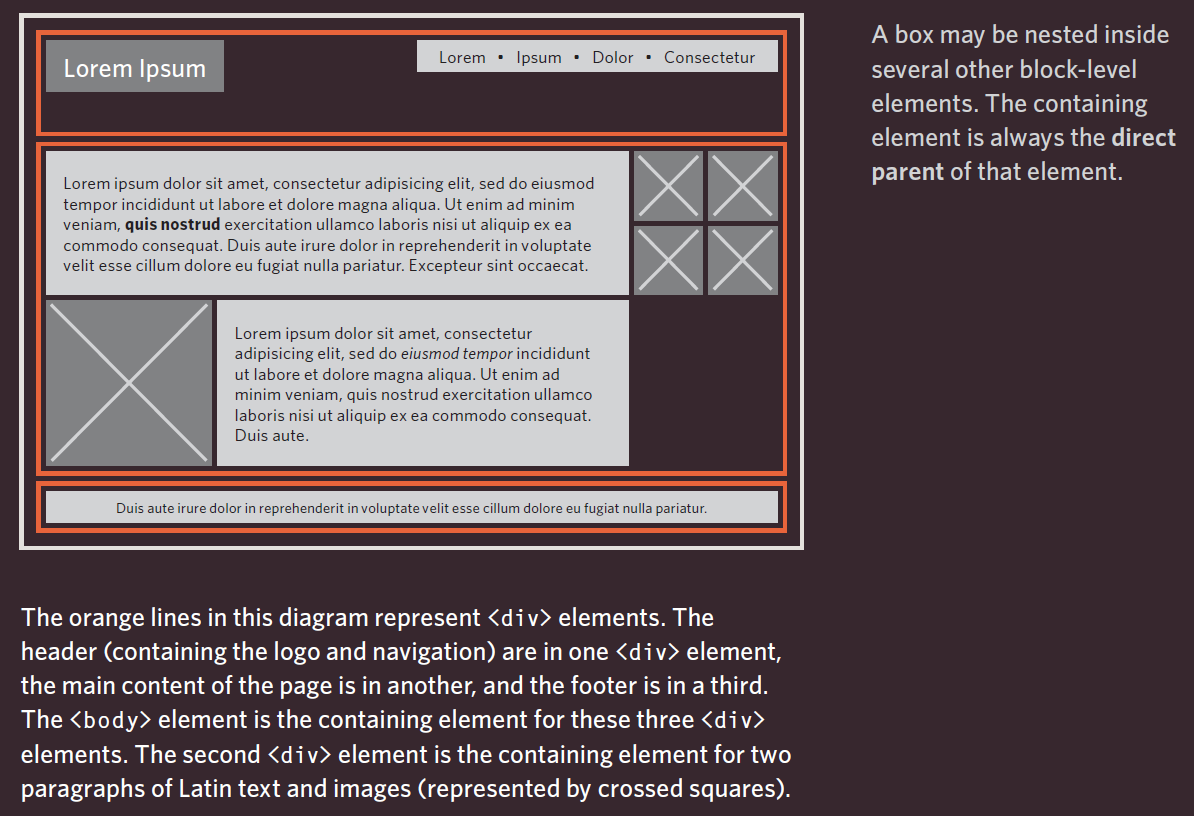 Lorem Ipsum
Lorem • Ipsum • Dolor • Consectetur
Lorem ipsum dolor sit amet, consectetur adipisicing elit, sed do eiusmod
tempor incididunt ut labore et dolore magna aliqua. Ut enim ad minim
veniam, quis nostrud exercitation ullamco laboris nisi ut aliquip ex ea
commodo consequat. Duis aute irure dolor in reprehenderit in voluptate
velit esse cillum dolore eu fugiat nulla pariatur. Excepteur sint occaecat.
Lorem ipsum dolor sit amet, consectetur
adipisicing elit, sed do eiusmod tempor incididunt
ut labore et dolore magna aliqua. Ut enim ad
minim veniam, quis nostrud exercitation ullamco
laboris nisi ut aliquip ex ea commodo consequat.
Duis aute.
Duis aute irure dolor in reprehenderit in voluptate velit esse cillum dolore eu fugiat nulla pariatur.
A box may be nested inside
several other block-level
elements. The containing
element is always the direct
parent of that element.
The orange lines in this diagram represent <div> elements. The
header (containing the logo and navigation) are in one <div> element,
the main content of the page is in another, and the footer is in a third.
The <body> element is the containing element for these three <div>
elements. The second <div> element is the containing element for two
paragraphs of Latin text and images (represented by crossed squares).